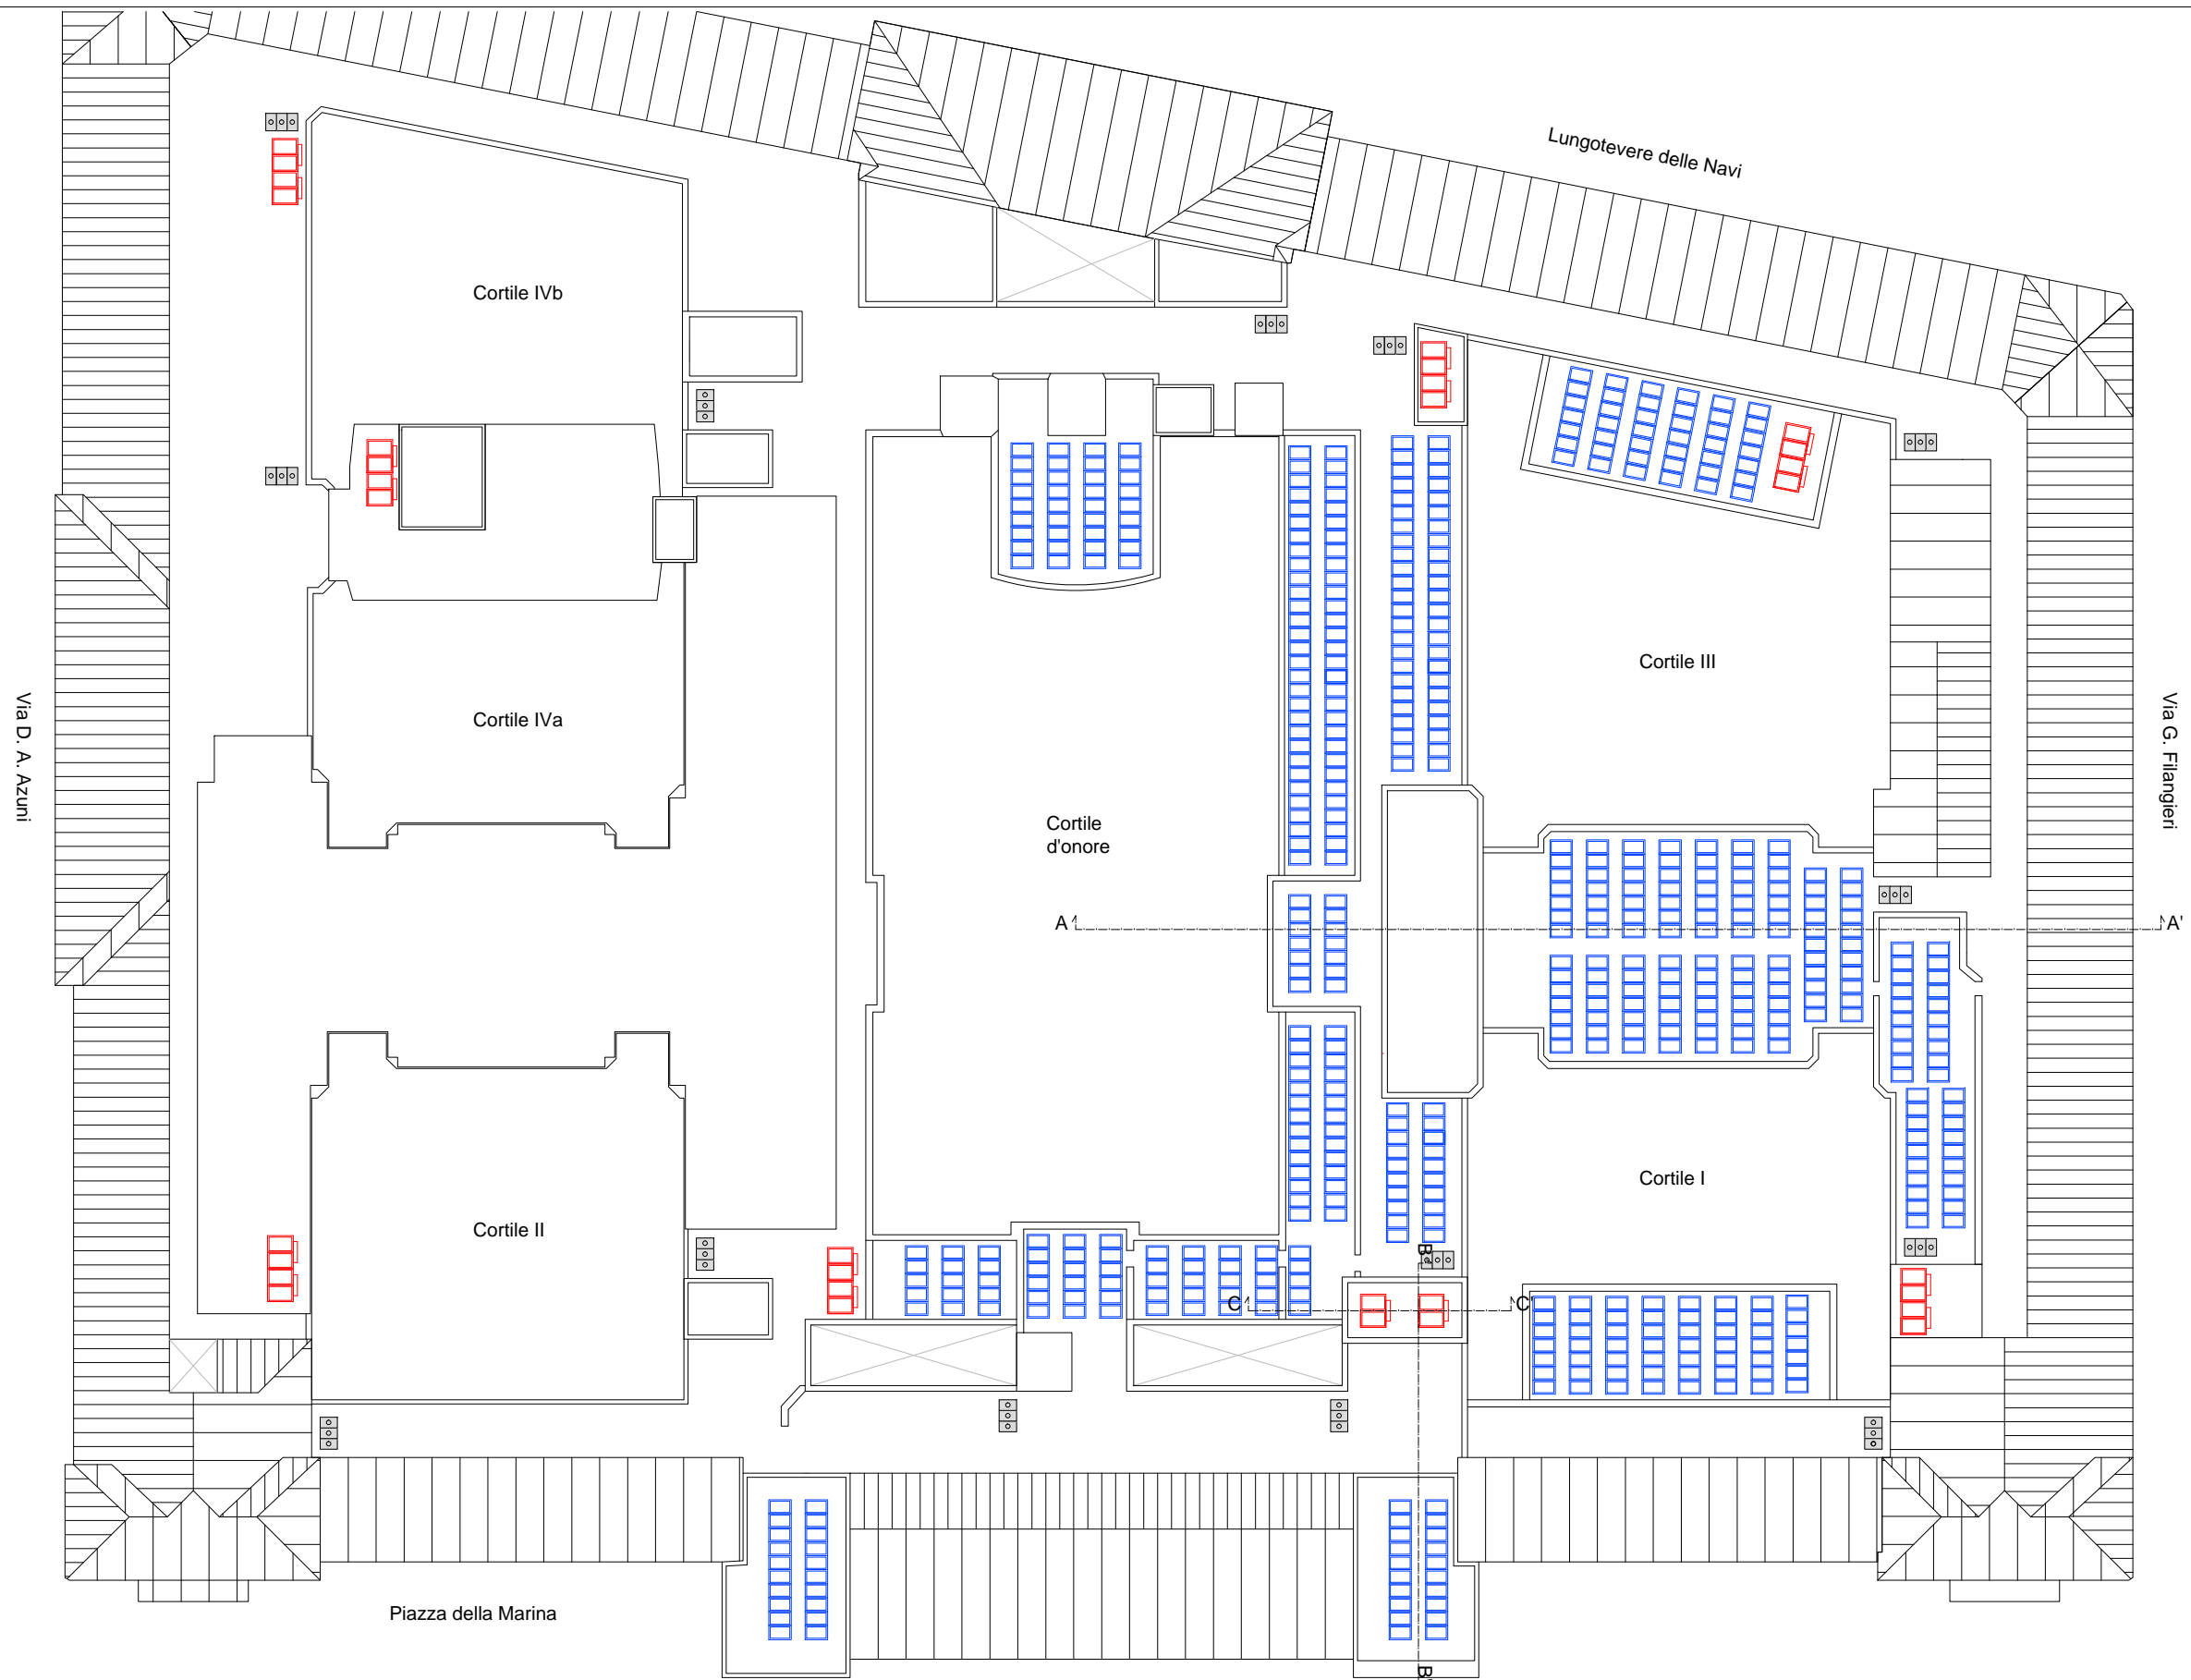 Lungotevere delle Navi
Cortile IVb
Cortile III
Via D. A. Azuni
Cortile IVa
Via G. Filangieri
Cortile
d'onore
A
A'
Cortile I
Cortile II
B'
C
C'
Piazza della Marina
B